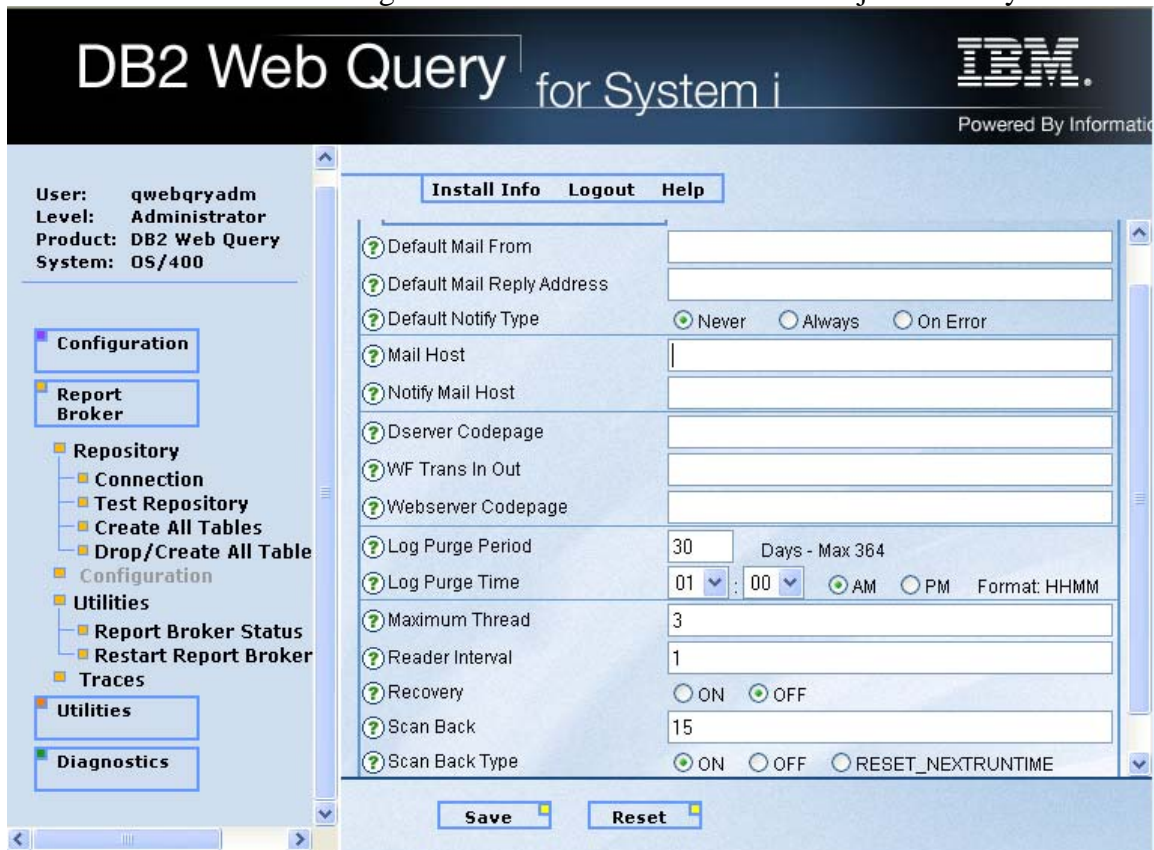 DB2 Web Query for System i
IBM.
Powered By Informatic
User: qwebqryadm
Level: Administrator
Product: DB2 Web Query
System: OS/400
Configuration
Report
Broker
Repository
Connection
Test Repository
Create All Tables
Drop/Create All Table
Configuration
Utilities
Report Broker Status
Restart Report Broker
Traces
Utilities
Diagnostics
Install Info Logout Help
? Default Mail From
? Default Mail Reply Address
? Default Notify Type Never Always On Error
? Mail Host
? Notify Mail Host
? Dserver Codepage
? WF Trans In Out
? Webserver Codepage
? Log Purge Period 30 Days - Max 364
? Log Purge Time 01 : 00 AM PM Format: HHMM
? Maximum Thread 3
? Reader Interval 1
? Recovery ON OFF
? Scan Back 15
? Scan Back Type ON OFF RESET_NEXTRUNTIME
Save Reset